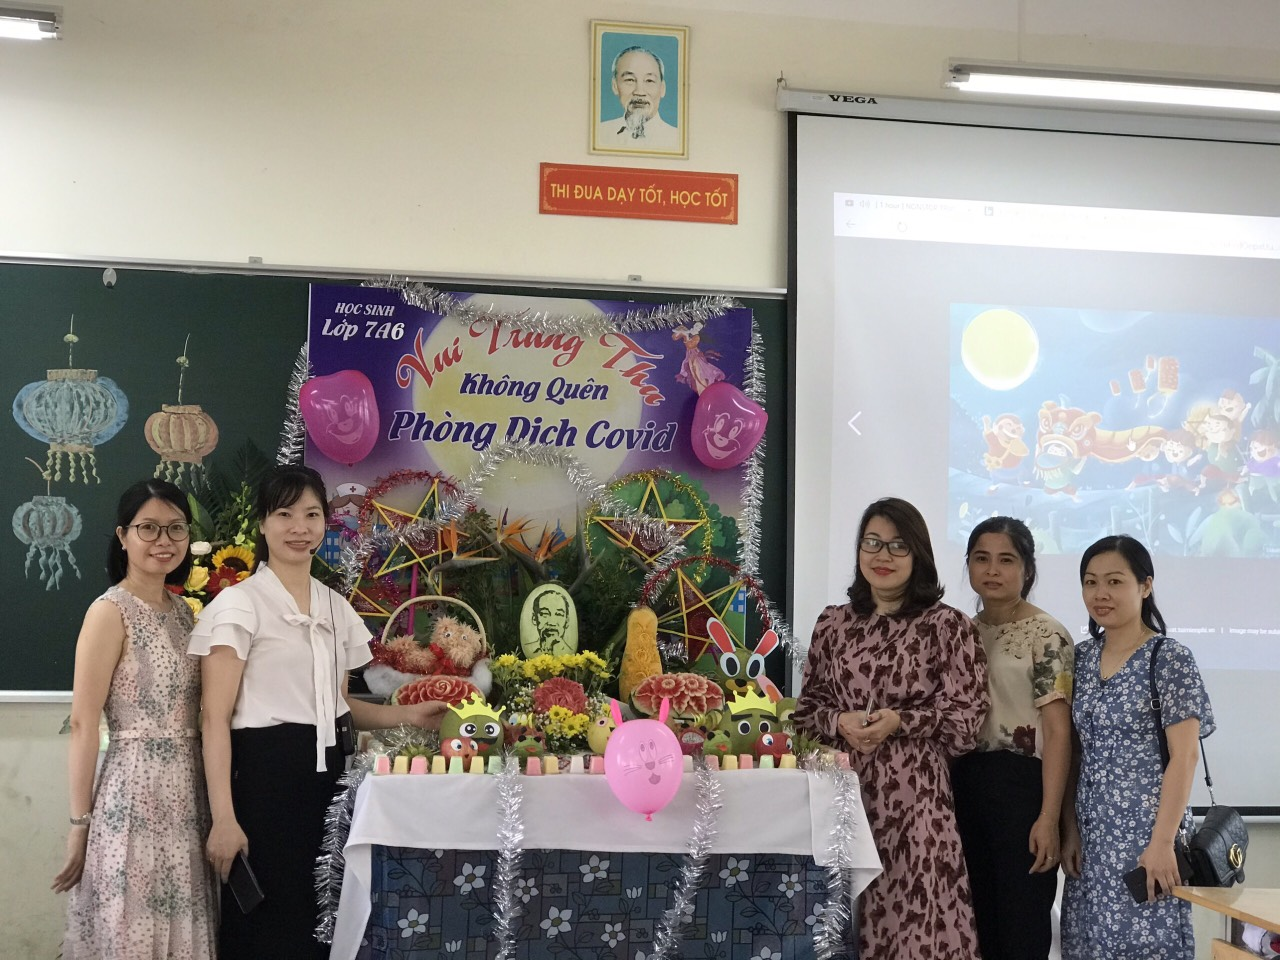 VEGA
THI ĐUA DẠY TỐT, HỌC TỐT
HỌC SINH
LỚP 7A6
Vui Trung Thu
Không Quên
Phòng Dịch Covid